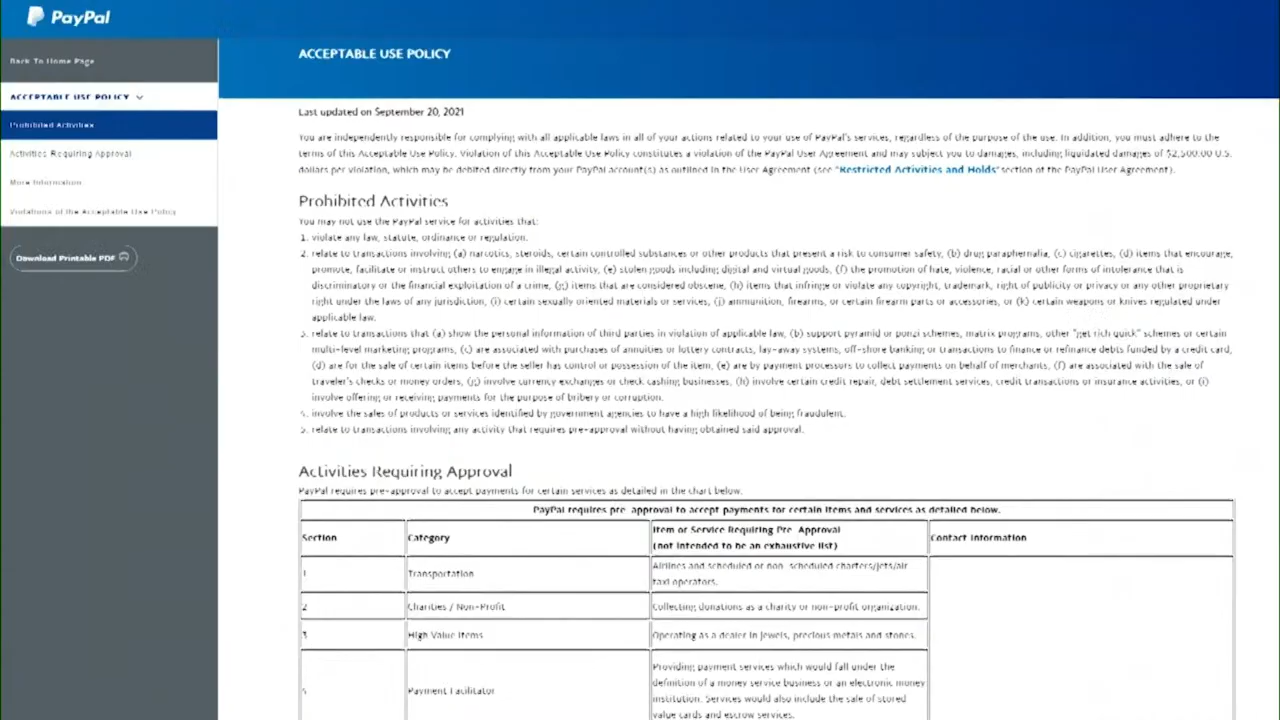 PayPal
Back To Home Page
ACCEPTABLE USE POLICY
Prohibited Activities
Activities Requiring Approval
More Information
Violations of the Acceptable Use Policy
Download Printable PDF
ACCEPTABLE USE POLICY
Last updated on September 20, 2021
You are independently responsible for complying with all applicable laws in all of your actions related to your use of PayPal's services, regardless of the purpose of the use. In addition, you must adhere to the
terms of this Acceptable Use Policy. Violation of this Acceptable Use Policy constitutes a violation of the PayPal User Agreement and may subject you to damages, including liquidated damages of $2,500.00 U.S.
dollars per violation, which may be debited directly from your PayPal account(s) as outlined in the User Agreement (see "Restricted Activities and Holds" section of the PayPal User Agreement).
Prohibited Activities
You may not use the PayPal service for activities that:
1. violate any law, statute, ordinance or regulation.
2. relate to transactions involving (a) narcotics, steroids, certain controlled substances or other products that present a risk to consumer safety, (b) drug paraphernalia, (c) cigarettes, (d) items that encourage,
promote, facilitate or instruct others to engage in illegal activity, (e) stolen goods including digital and virtual goods, (f) the promotion of hate, violence, racial or other forms of intolerance that is
discriminatory or the financial exploitation of a crime, (g) items that are considered obscene, (h) items that infringe or violate any copyright, trademark, right of publicity or privacy or any other proprietary
right under the laws of any jurisdiction, (i) certain sexually oriented materials or services, (j) ammunition, firearms, or certain firearm parts or accessories, or (k) certain weapons or knives regulated under
applicable law.
3. relate to transactions that (a) show the personal information of third parties in violation of applicable law, (b) support pyramid or ponzi schemes, matrix programs, other "get rich quick" schemes or certain
multi-level marketing programs, (c) are associated with purchases of annuities or lottery contracts, lay-away systems, off-shore banking or transactions to finance or refinance debts funded by a credit card,
(d) are for the sale of certain items before the seller has control or possession of the item, (e) are by payment processors to collect payments on behalf of merchants, (f) are associated with the sale of
traveler's checks or money orders, (g) involve currency exchanges or check cashing businesses, (h) involve certain credit repair, debt settlement services, credit transactions or insurance activities, or (i)
involve offering or receiving payments for the purpose of bribery or corruption.
4. involve the sales of products or services identified by government agencies to have a high likelihood of being fraudulent.
5. relate to transactions involving any activity that requires pre-approval without having obtained said approval.
Activities Requiring Approval
PayPal requires pre-approval to accept payments for certain services as detailed in the chart below.
PayPal requires pre-approval to accept payments for certain items and services as detailed below.
Section
Category
Item or Service Requiring Pre-Approval
(not intended to be an exhaustive list)
Contact Information
1
Transportation
Airlines and scheduled or non-scheduled charters/jets/air
taxi operators.
2
Charities / Non-Profit
Collecting donations as a charity or non-profit organization.
3
High Value Items
Operating as a dealer in jewels, precious metals and stones.
4
Payment Facilitator
Providing payment services which would fall under the
definition of a money service business or an electronic money
institution. Services would also include the sale of stored
value cards and escrow services.